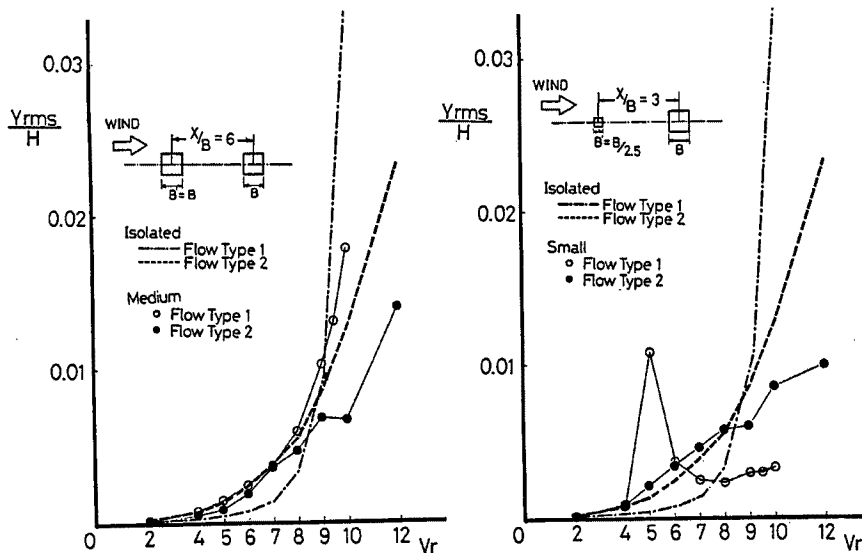 0.03
Yrms
H
WIND
X/B = 6
B'= B
B
0.02
Isolated
Flow Type 1
Flow Type 2
Medium
Flow Type 1
Flow Type 2
0.01
0
2 4 5 6 7 8 9 10 12
Vr
0.03
Yrms
H
WIND
X/B = 3
B'= B/2.5
B
0.02
Isolated
Flow Type 1
Flow Type 2
Small
Flow Type 1
Flow Type 2
0.01
0
2 4 5 6 7 8 9 10 12
Vr